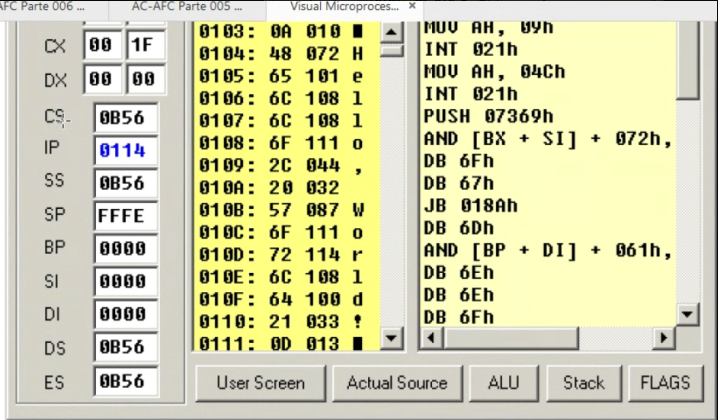 AFC Parte 006 ...
AC-AFC Parte 005 ...
Visual Microproces... ×
CX 00 1F
DX 00 00
CS 0B56
IP 0114
SS 0B56
SP FFFE
BP 0000
SI 0000
DI 0000
DS 0B56
ES 0B56
0103: 0A 010
0104: 48 072 H
0105: 65 101 e
0106: 6C 108 l
0107: 6C 108 l
0108: 6F 111 o
0109: 2C 044 ,
010A: 20 032
010B: 57 087 W
010C: 6F 111 o
010D: 72 114 r
010E: 6C 108 l
010F: 64 100 d
0110: 21 033 !
0111: 0D 013
MOV AH, 09h
INT 021h
MOV AH, 04Ch
INT 021h
PUSH 07369h
AND [BX + SI] + 072h,
DB 6Fh
DB 67h
JB 018Ah
DB 6Dh
AND [BP + DI] + 061h,
DB 6Eh
DB 6Eh
DB 6Fh
User Screen
Actual Source
ALU
Stack
FLAGS